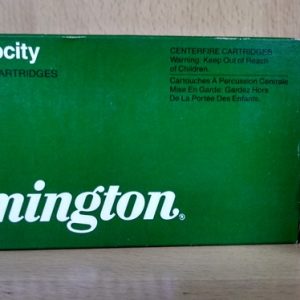 ocity
ARTRIDGES
CENTERFIRE CARTRIDGES
Warning: Keep Out of Reach
of Children.
Cartouches À Percussion Centrale
Mise En Garde: Gardez Hors
De La Portée Des Enfants.
mington®